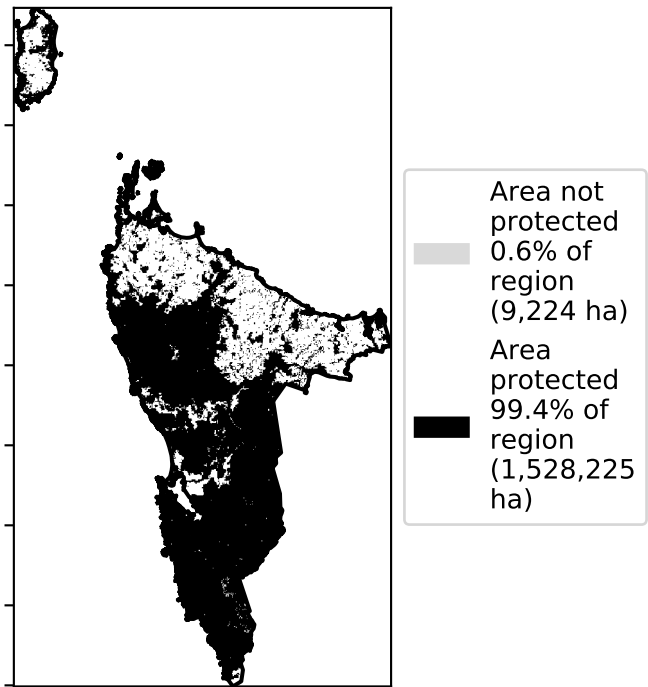 Area not
protected
0.6% of
region
(9,224 ha)
Area
protected
99.4% of
region
(1,528,225
ha)